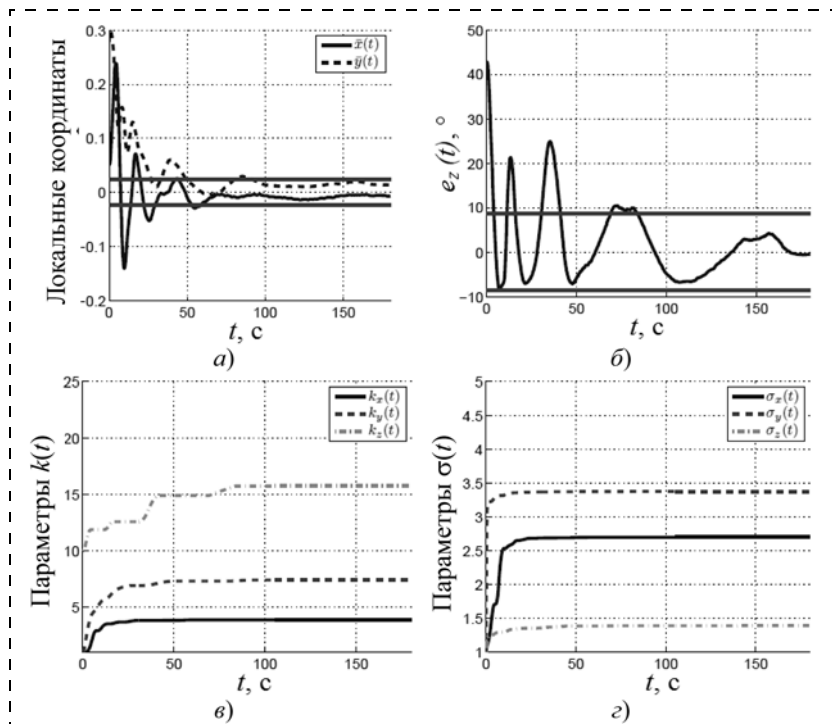 Локальные координаты
0.3
0.2
0.1
0
-0.1
-0.2
x̄(t)
ȳ(t)
0 50 100 150
t, с
а)
e_z (t), °
50
40
30
20
10
0
−10
0 50 100 150
t, с
б)
Параметры k(t)
25
20
15
10
5
k_x(t)
k_y(t)
k_z(t)
0 50 100 150
t, с
в)
Параметры σ(t)
5
4.5
4
3.5
3
2.5
2
1.5
1
σ_x(t)
σ_y(t)
σ_z(t)
0 50 100 150
t, с
г)